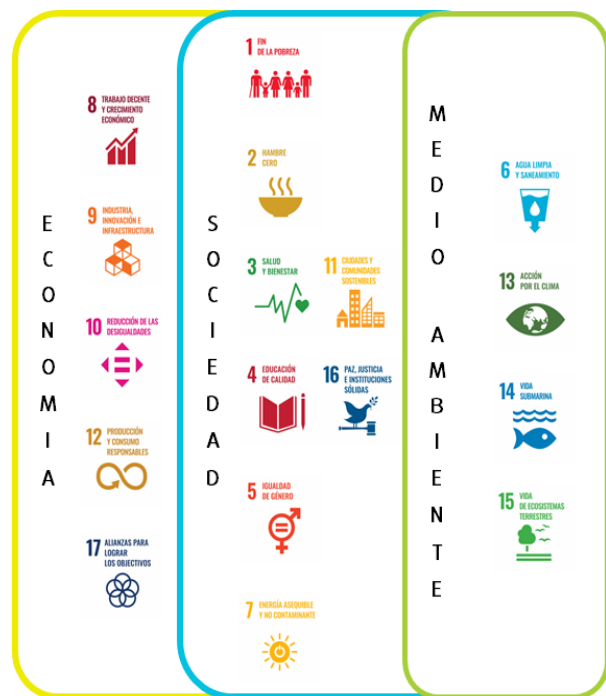 ECONOMIA
8 TRABAJO DECENTE
Y CRECIMIENTO
ECONÓMICO
9 INDUSTRIA,
INNOVACIÓN E
INFRAESTRUCTURA
10 REDUCCIÓN DE LAS
DESIGUALDADES
12 PRODUCCIÓN
Y CONSUMO
RESPONSABLES
17 ALIANZAS PARA
LOGRAR
LOS OBJETIVOS
SOCIEDAD
1 FIN
DE LA POBREZA
2 HAMBRE
CERO
3 SALUD
Y BIENESTAR
11 CIUDADES Y
COMUNIDADES
SOSTENIBLES
4 EDUCACIÓN
DE CALIDAD
16 PAZ, JUSTICIA
E INSTITUCIONES
SÓLIDAS
5 IGUALDAD
DE GÉNERO
7 ENERGÍA ASEQUIBLE
Y NO CONTAMINANTE
MEDIO AMBIENTE
6 AGUA LIMPIA
Y SANEAMIENTO
13 ACCIÓN
POR EL CLIMA
14 VIDA
SUBMARINA
15 VIDA
DE ECOSISTEMAS
TERRESTRES